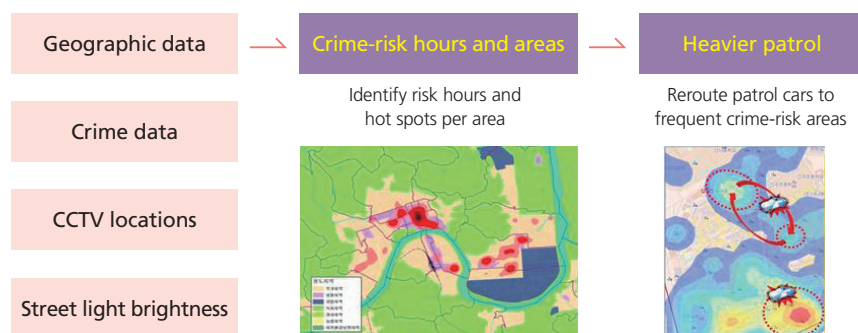 Geographic data
Crime-risk hours and areas
Heavier patrol
Identify risk hours and
hot spots per area
Reroute patrol cars to
frequent crime-risk areas
Crime data
CCTV locations
Street light brightness